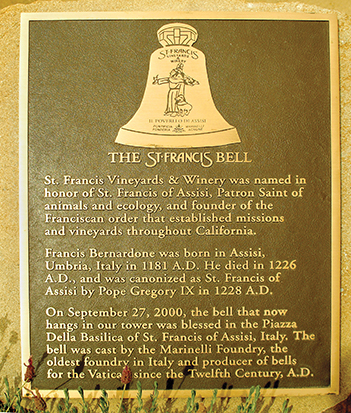 ST. FRANCIS
VINEYARDS
& WINERY
IL POVERELLO DI ASSISI
PONTIFICIA MARINELLI
FONDERIA
THE ST. FRANCIS BELL
St. Francis Vineyards & Winery was named in
honor of St. Francis of Assisi, Patron Saint of
animals and ecology, and founder of the
Franciscan order that established missions
and vineyards throughout California.
Francis Bernardone was born in Assisi,
Umbria, Italy in 1181 A.D. He died in 1226
A.D., and was canonized as St. Francis of
Assisi by Pope Gregory IX in 1228 A.D.
On September 27, 2000, the bell that now
hangs in our tower was blessed in the Piazza
Della Basilica of St. Francis of Assisi, Italy. The
bell was cast by the Marinelli Foundry, the
oldest foundry in Italy and producer of bells
for the Vatican since the Twelfth Century, A.D.